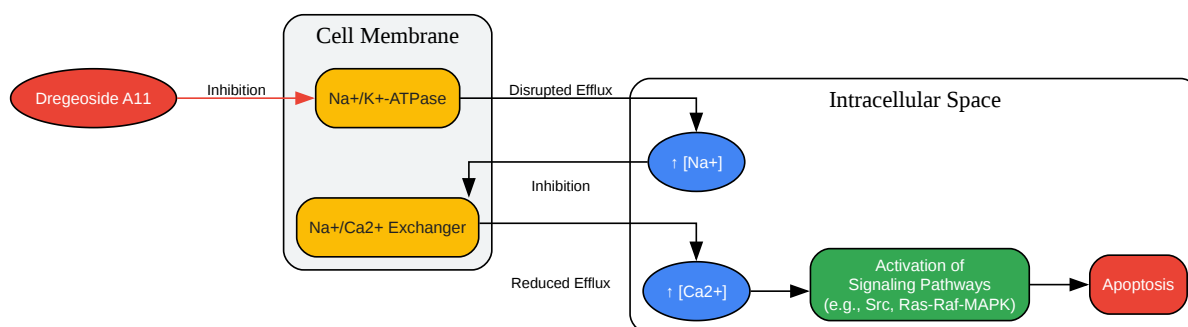 Cell Membrane
Dregeoside A11
Inhibition
Na+/K+-ATPase
Disrupted Efflux
Intracellular Space
↑ [Na+]
Inhibition
Na+/Ca2+ Exchanger
Reduced Efflux
↑ [Ca2+]
Activation of
Signaling Pathways
(e.g., Src, Ras-Raf-MAPK)
Apoptosis